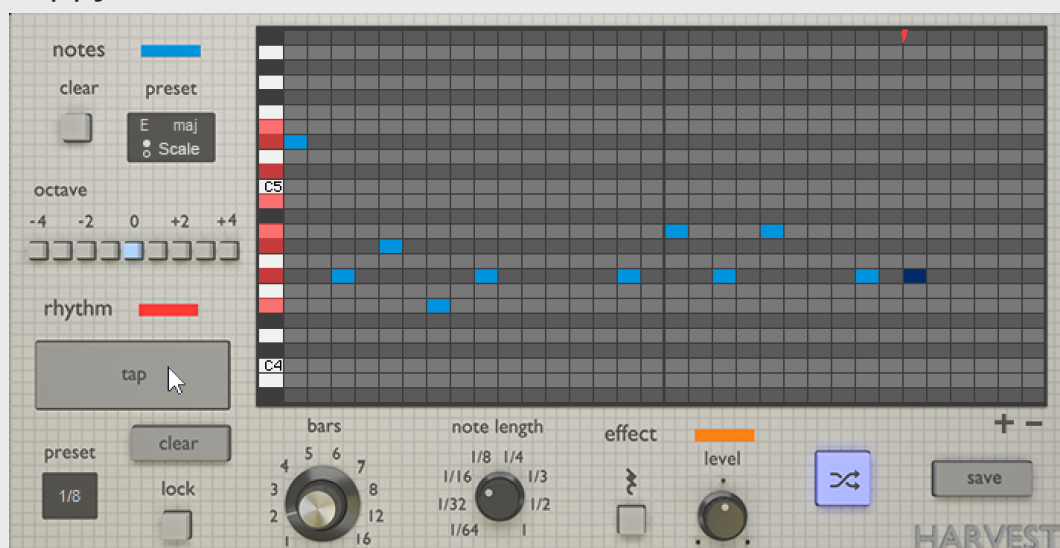 notes
clear preset
E maj
Scale
C5
octave
-4 -2 0 +2 +4
rhythm
tap
C4
clear
bars
note length
effect
+ -
preset
1/8
lock
1 2 3 4 5 6 7 8 12 16
1/64 1/32 1/16 1/8 1/4 1/3 1/2 1
level
save
HARVEST